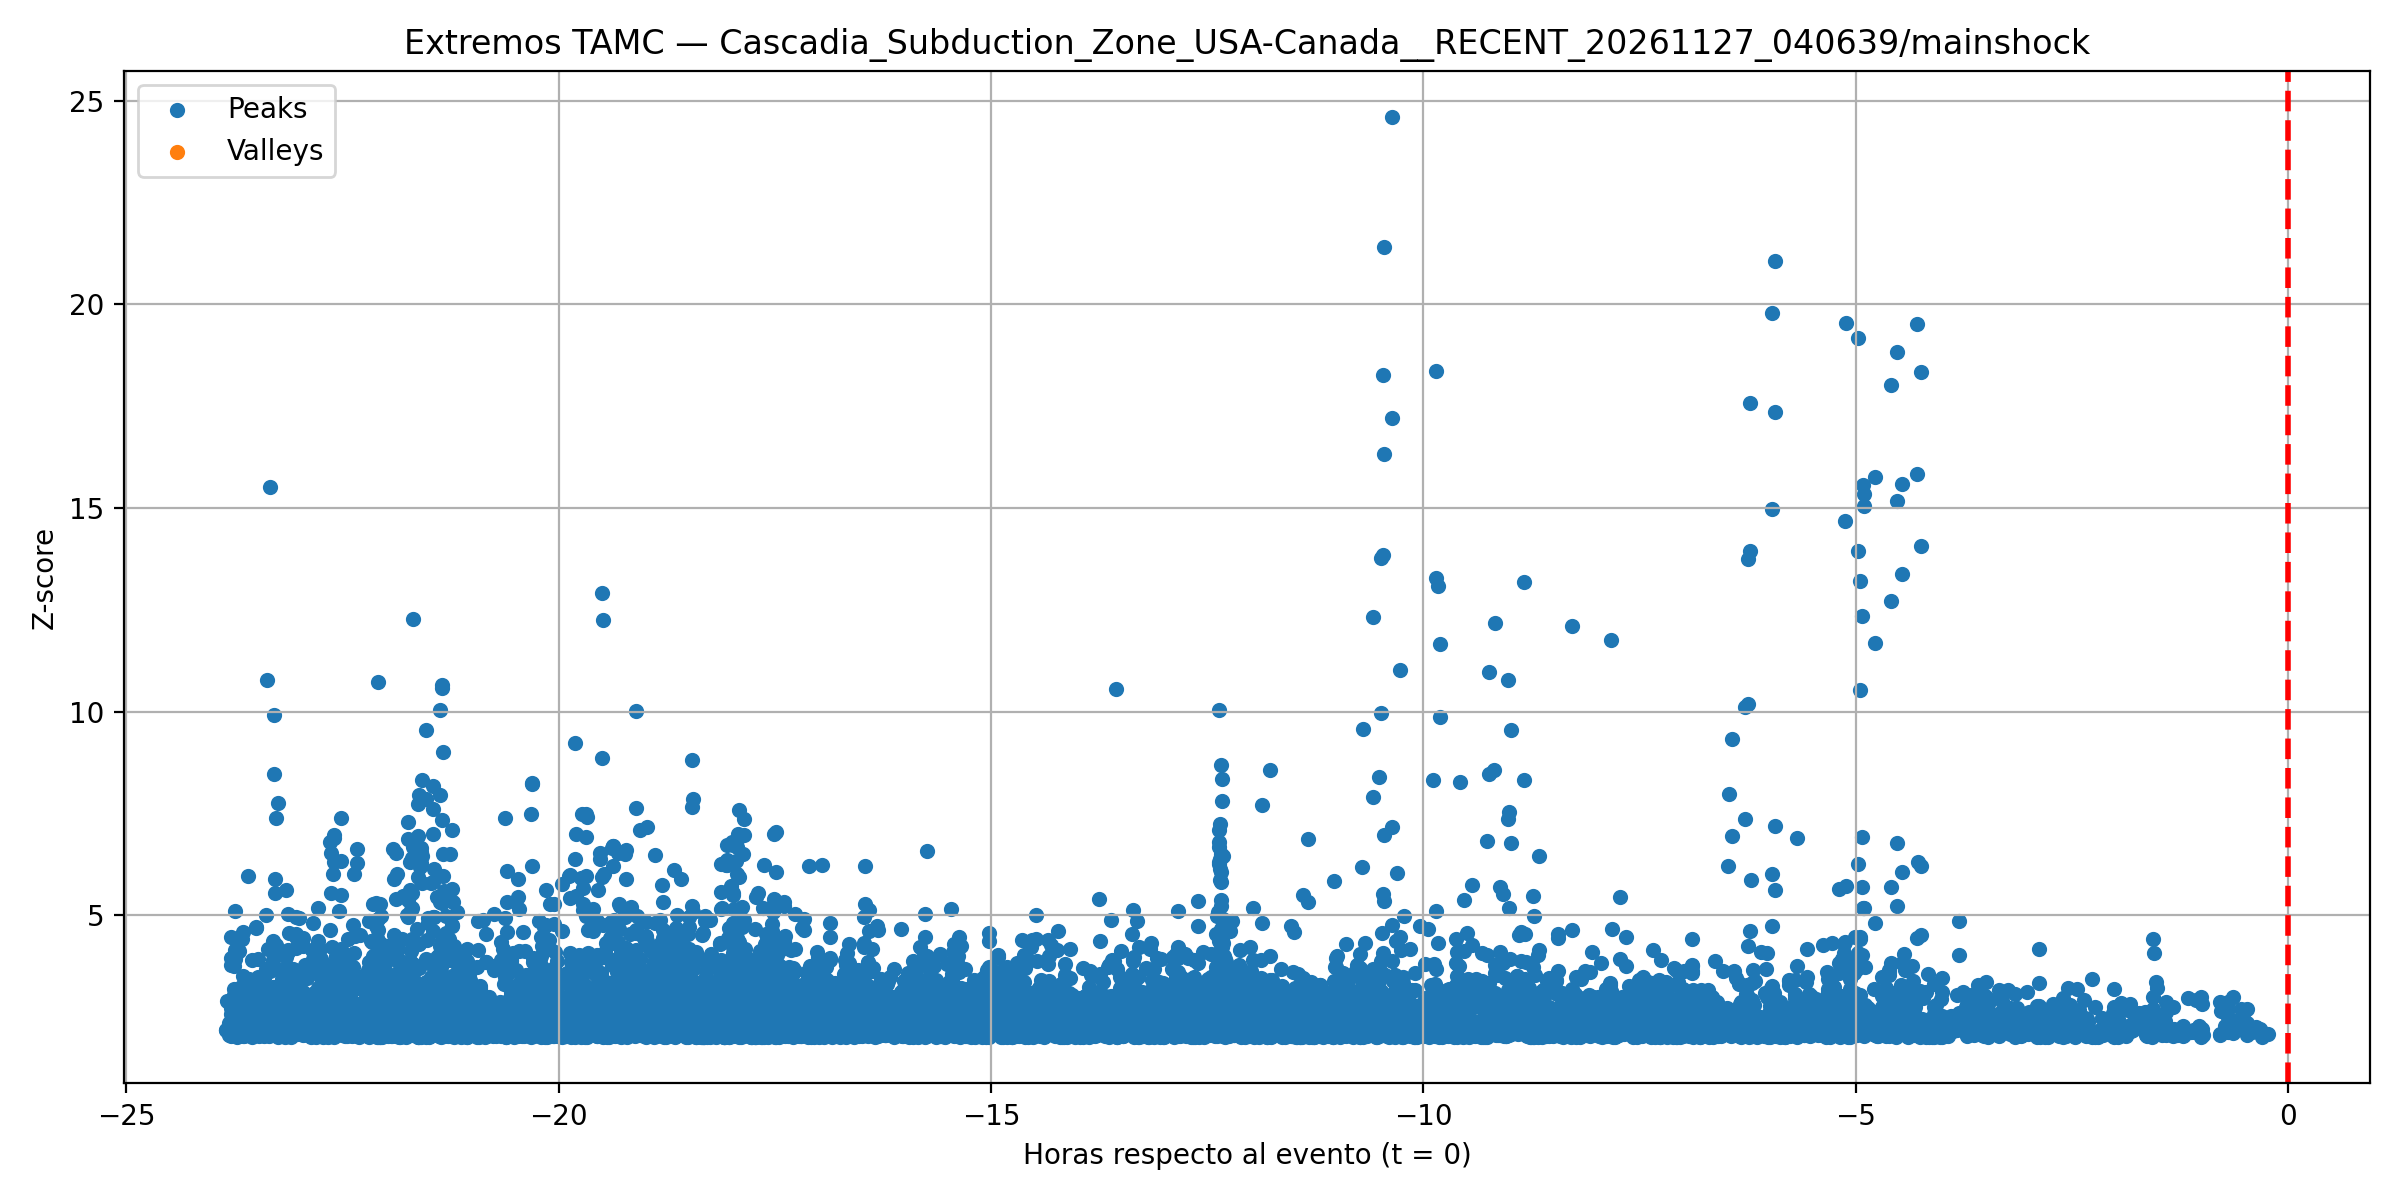 Extremos TAMC — Cascadia_Subduction_Zone_USA-Canada__RECENT_20261127_040639/mainshock
Peaks
Valleys
Z-score
25
20
15
10
5
−25
−20
−15
−10
−5
0
Horas respecto al evento (t = 0)